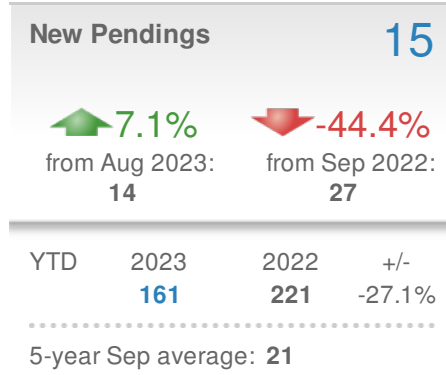 New Pendings 15
7.1% -44.4%
from Aug 2023: from Sep 2022:
14 27
YTD 2023 2022 +/-
161 221 -27.1%
5-year Sep average: 21